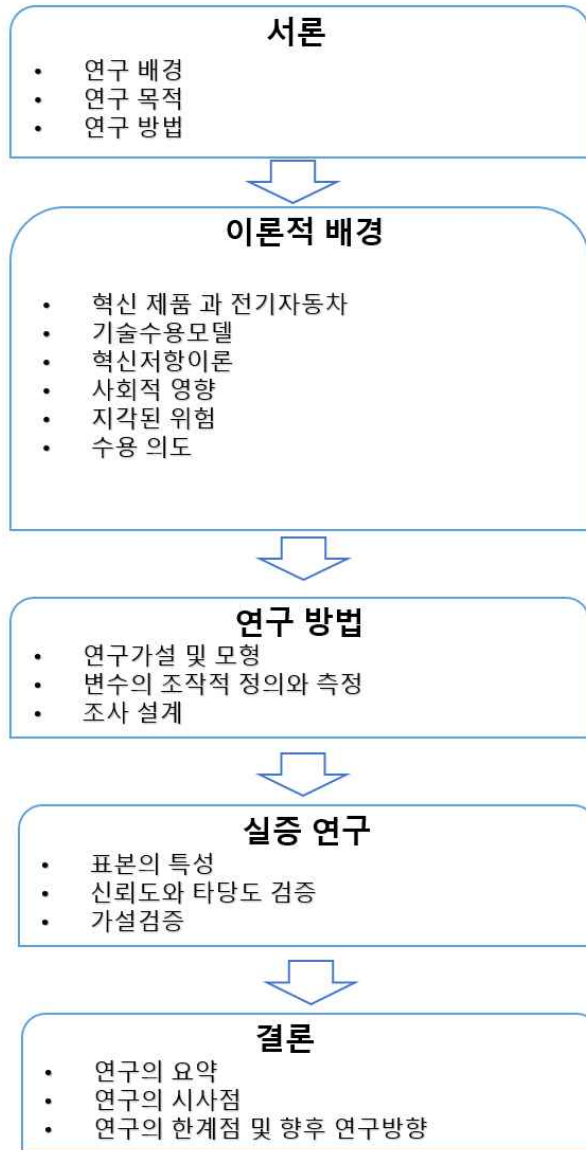 서론
• 연구 배경
• 연구 목적
• 연구 방법
이론적 배경
• 혁신 제품 과 전기자동차
• 기술수용모델
• 혁신저항이론
• 사회적 영향
• 지각된 위험
• 수용 의도
연구 방법
• 연구가설 및 모형
• 변수의 조작적 정의와 측정
• 조사 설계
실증 연구
• 표본의 특성
• 신뢰도와 타당도 검증
• 가설검증
결론
• 연구의 요약
• 연구의 시사점
• 연구의 한계점 및 향후 연구방향